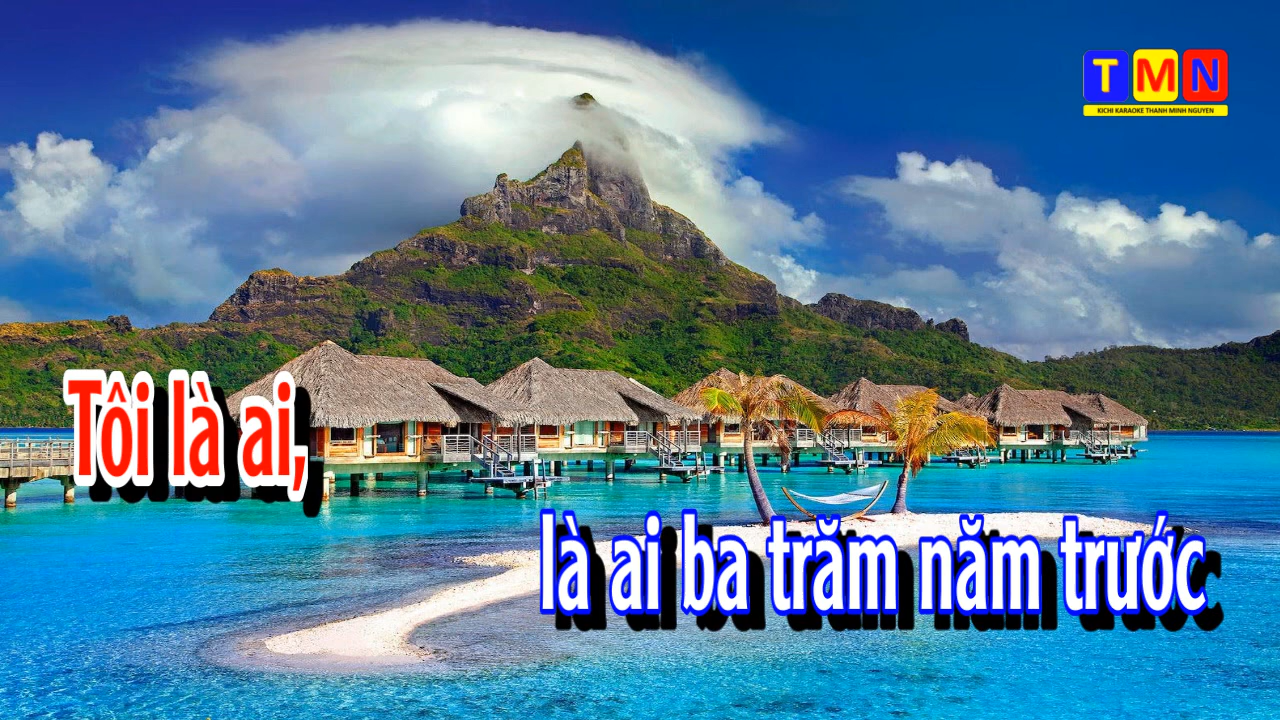 TMN
KICHI KARAOKE THANH MINH NGUYEN
Tôi là ai,
là ai ba trăm năm trước